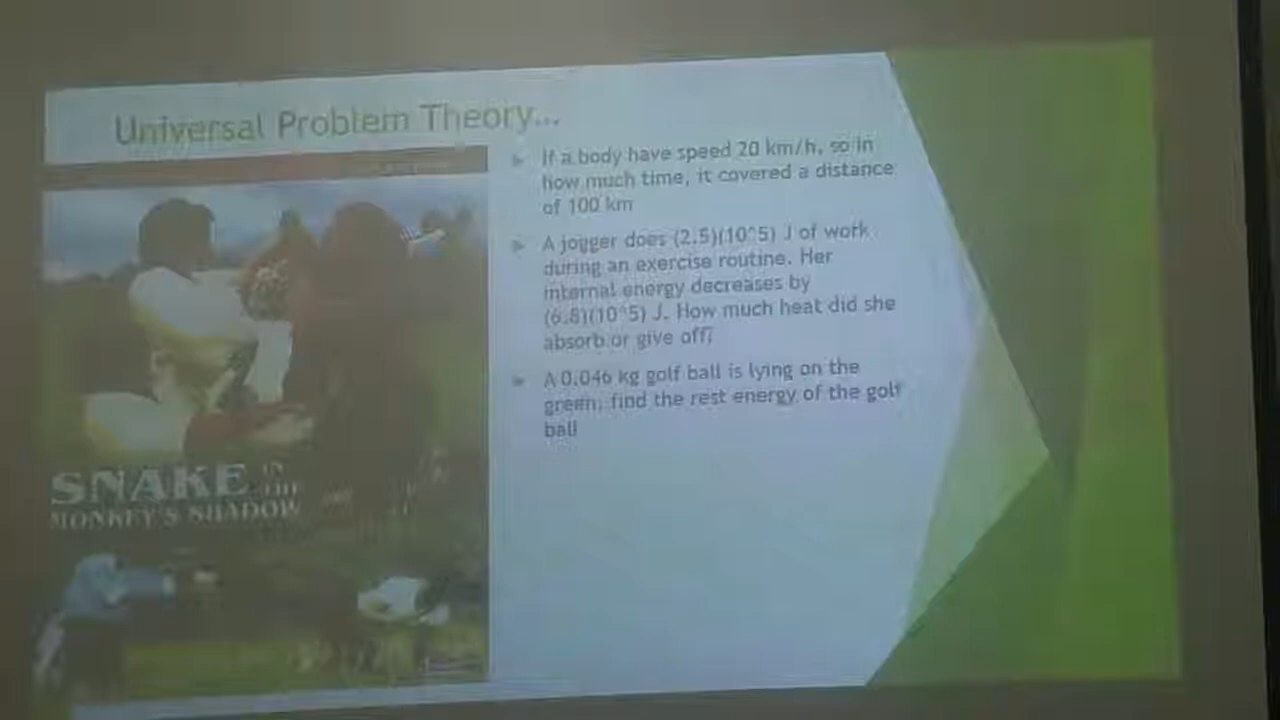 Universal Problem Theory...
If a body have speed 20 km/h, so in
how much time, it covered a distance
of 100 km
A jogger does (2.5)(10^5) J of work
during an exercise routine. Her
internal energy decreases by
(6.8)(10^5) J. How much heat did she
absorb or give off?
A 0.046 kg golf ball is lying on the
green, find the rest energy of the golf
ball
SNAKE IN
THE
MONKEY'S SHADOW